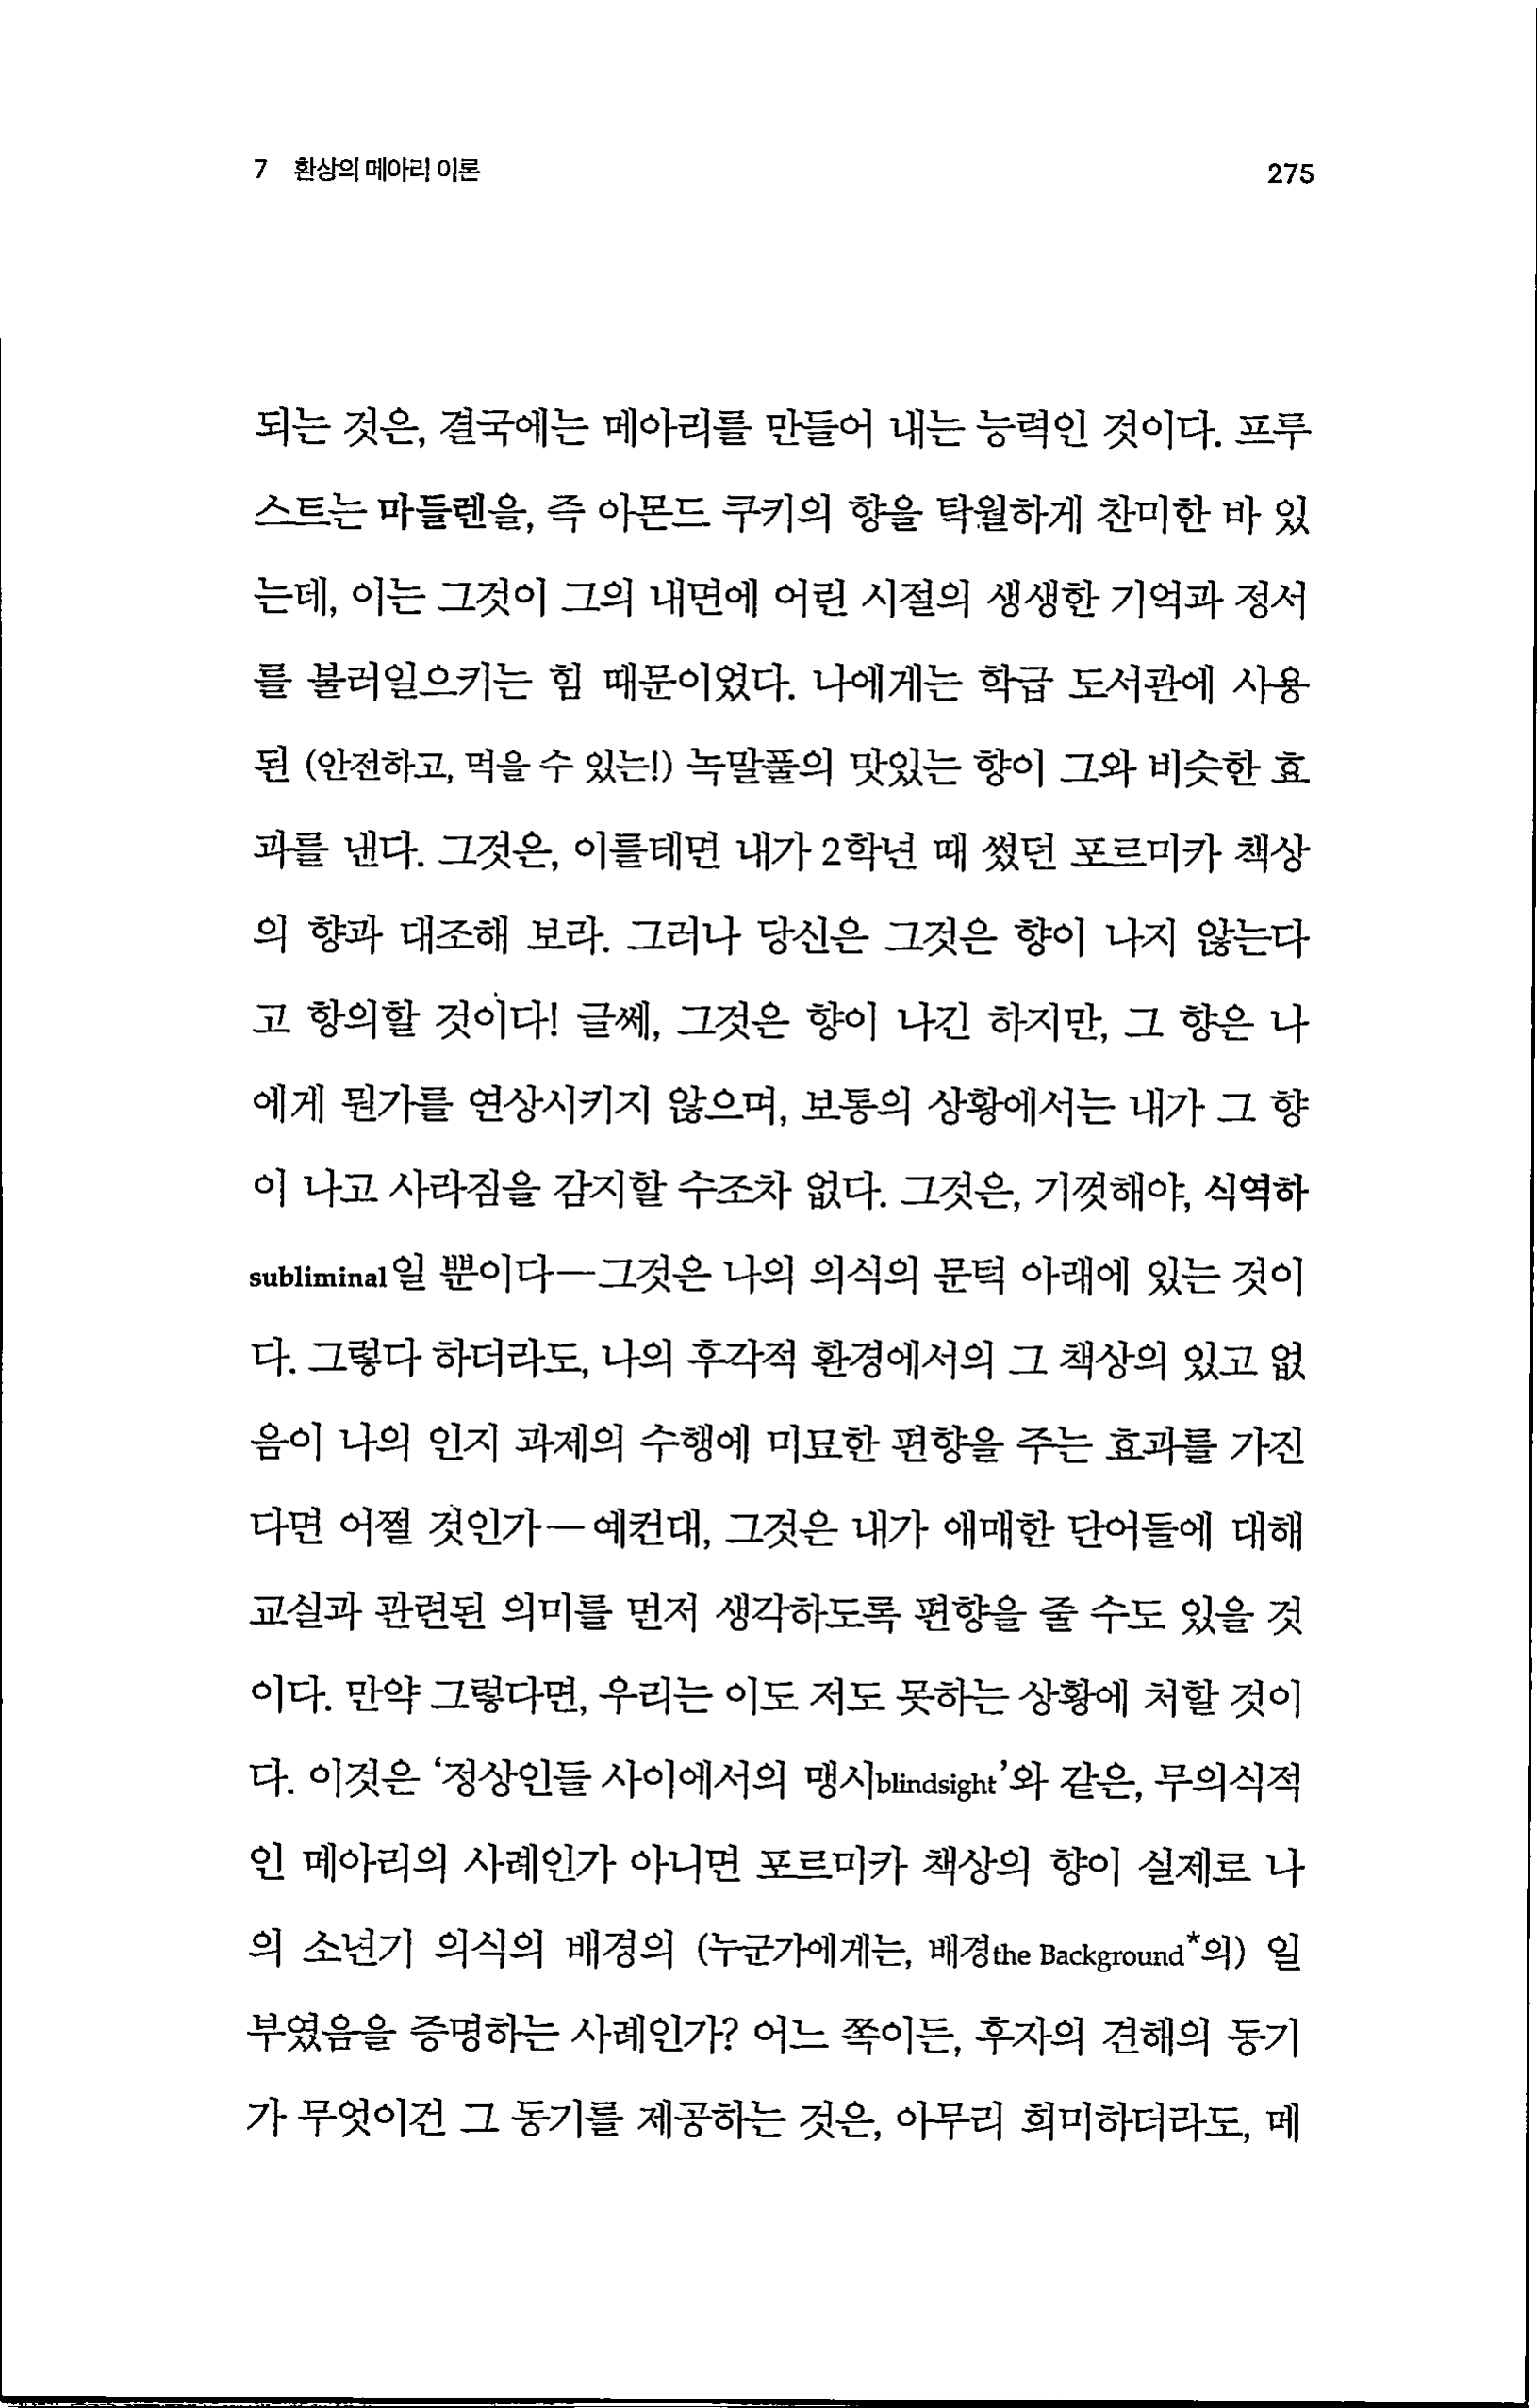 7 환상의 메아리 이론 275
되는 것은, 결국에는 메아리를 만들어 내는 능력인 것이다. 프루
스트는 마들렌을, 즉 아몬드 쿠키의 향을 탁월하게 찬미한 바 있
는데, 이는 그것이 그의 내면에 어린 시절의 생생한 기억과 정서
를 불러일으키는 힘 때문이었다. 나에게는 학급 도서관에 사용
된 (안전하고, 먹을 수 있는!) 녹말풀의 맛있는 향이 그와 비슷한 효
과를 낸다. 그것은, 이를테면 내가 2학년 때 썼던 포르미카 책상
의 향과 대조해 보라. 그러나 당신은 그것은 향이 나지 않는다
고 항의할 것이다! 글쎄, 그것은 향이 나긴 하지만, 그 향은 나
에게 뭔가를 연상시키지 않으며, 보통의 상황에서는 내가 그 향
이 나고 사라짐을 감지할 수조차 없다. 그것은, 기껏해야, 식역하
subliminal일 뿐이다—그것은 나의 의식의 문턱 아래에 있는 것이
다. 그렇다 하더라도, 나의 후각적 환경에서의 그 책상의 있고 없
음이 나의 인지 과제의 수행에 미묘한 편향을 주는 효과를 가진
다면 어쩔 것인가—예컨대, 그것은 내가 애매한 단어들에 대해
교실과 관련된 의미를 먼저 생각하도록 편향을 줄 수도 있을 것
이다. 만약 그렇다면, 우리는 이도 저도 못하는 상황에 처할 것이
다. 이것은 ‘정상인들 사이에서의 맹시blindsight’와 같은, 무의식적
인 메아리의 사례인가 아니면 포르미카 책상의 향이 실제로 나
의 소년기 의식의 배경의 (누군가에게는, 배경the Background*의) 일
부였음을 증명하는 사례인가? 어느 쪽이든, 후자의 견해의 동기
가 무엇이건 그 동기를 제공하는 것은, 아무리 희미하더라도, 메